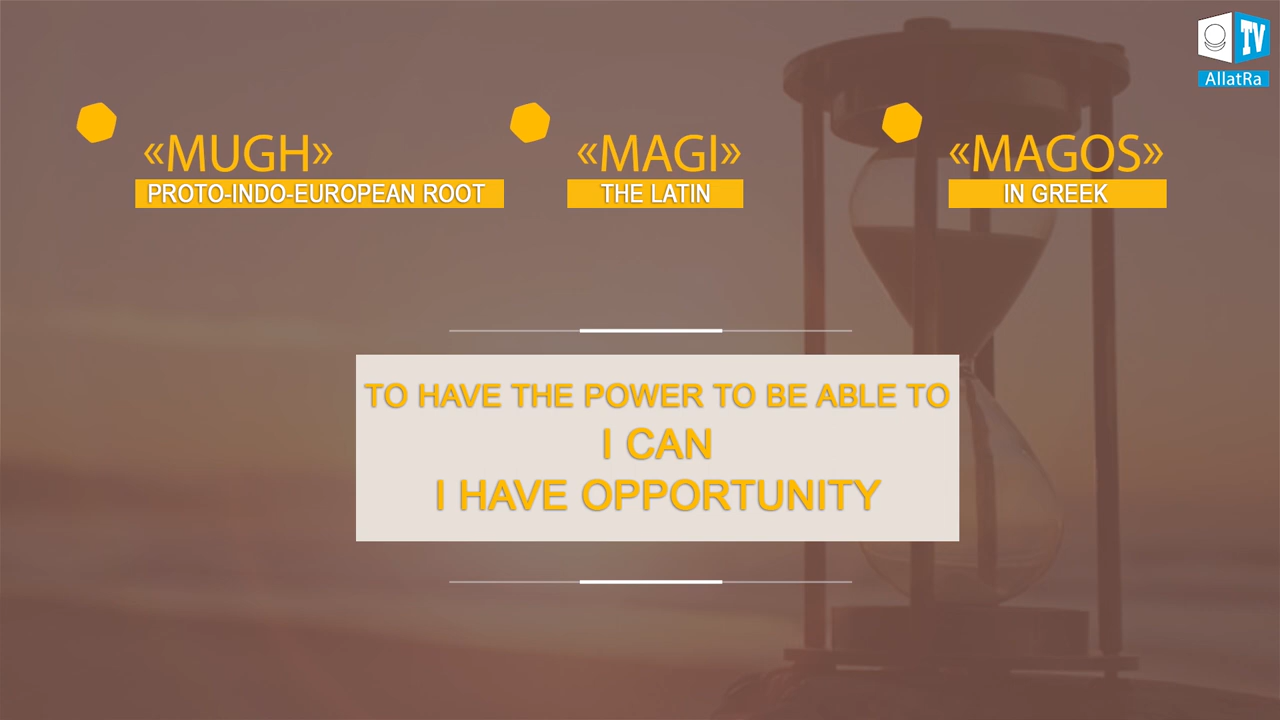 TV
AllatRa
«MUGH»
PROTO-INDO-EUROPEAN ROOT
«MAGI»
THE LATIN
«MAGOS»
IN GREEK
TO HAVE THE POWER TO BE ABLE TO
I CAN
I HAVE OPPORTUNITY